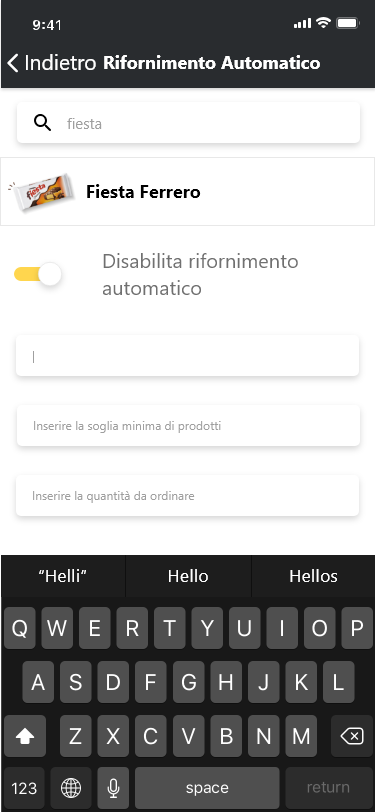 9:41
Indietro Rifornimento Automatico
fiesta
fiesta
Fiesta Ferrero
Disabilita rifornimento
automatico
Inserire la soglia minima di prodotti
Inserire la quantità da ordinare
“Helli” Hello Hellos
Q W E R T Y U I O P
A S D F G H J K L
Z X C V B N M
123 space return